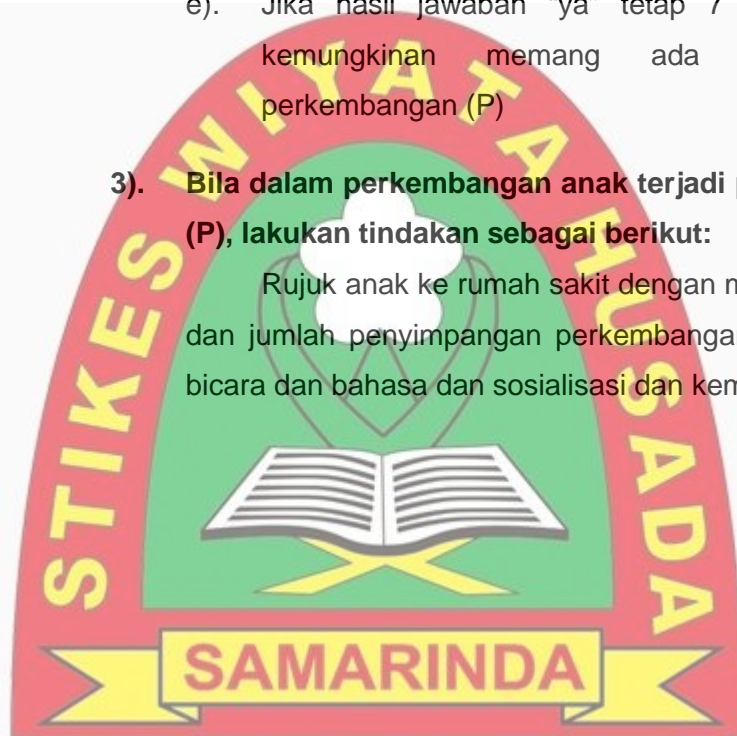 e). Jika hasil jawaban "ya" tetap 7
kemungkinan memang ada
perkembangan (P)
3). Bila dalam perkembangan anak terjadi
(P), lakukan tindakan sebagai berikut:
Rujuk anak ke rumah sakit dengan
dan jumlah penyimpangan perkembangan
bicara dan bahasa dan sosialisasi dan
STIKES WIYATA HUSADA
SAMARINDA